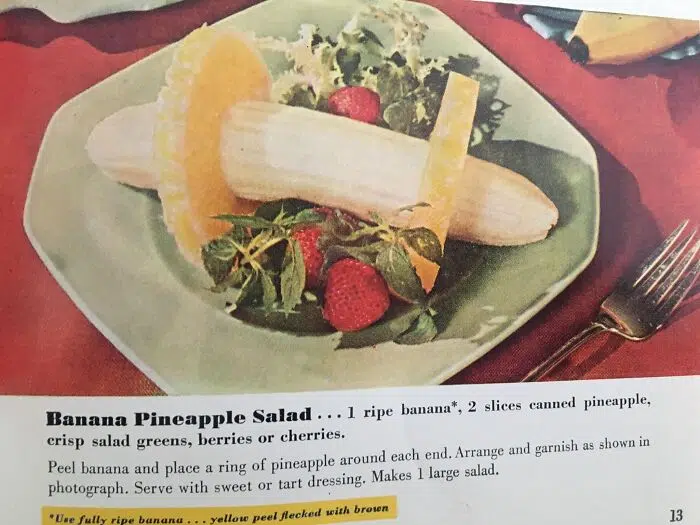 Banana Pineapple Salad ... 1 ripe banana*, 2 slices canned pineapple,
crisp salad greens, berries or cherries.
Peel banana and place a ring of pineapple around each end. Arrange and garnish as shown in
photograph. Serve with sweet or tart dressing. Makes 1 large salad.
*Use fully ripe banana ... yellow peel flecked with brown
13